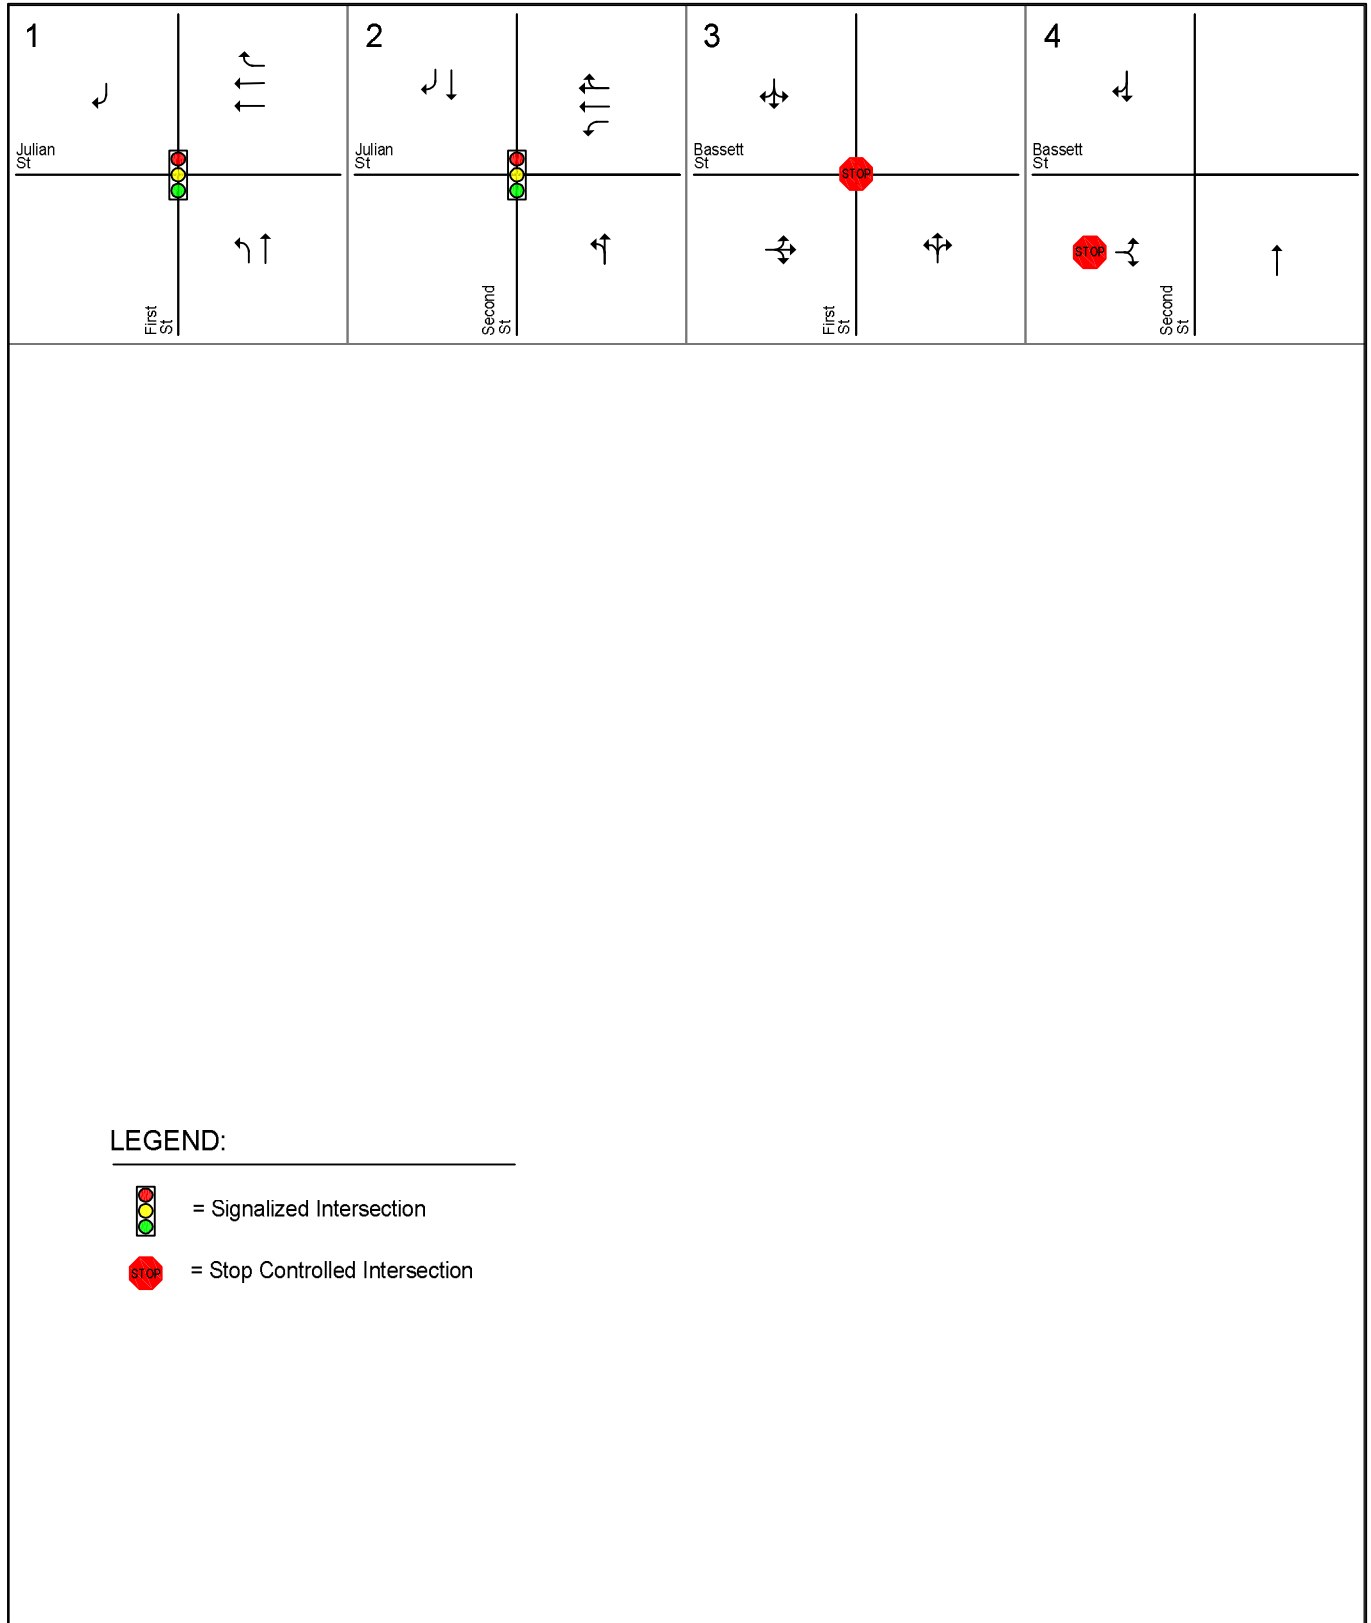 1
Julian
St
First
St
2
Julian
St
Second
St
3
Bassett
St
STOP
First
St
4
Bassett
St
STOP
Second
St
LEGEND:
= Signalized Intersection
STOP
= Stop Controlled Intersection